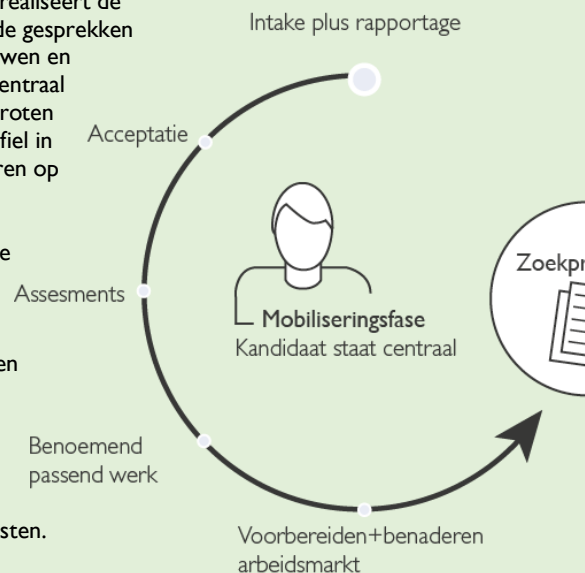 realiseert de
de gesprekken
wen en
entraal
roten
fiel in
ren op
e
en
sten.
Intake plus rapportage
Acceptatie
Assesments
Benoemend
passend werk
Voorbereiden+benaderen
arbeidsmarkt
Mobiliseringsfase
Kandidaat staat centraal
Zoekpr